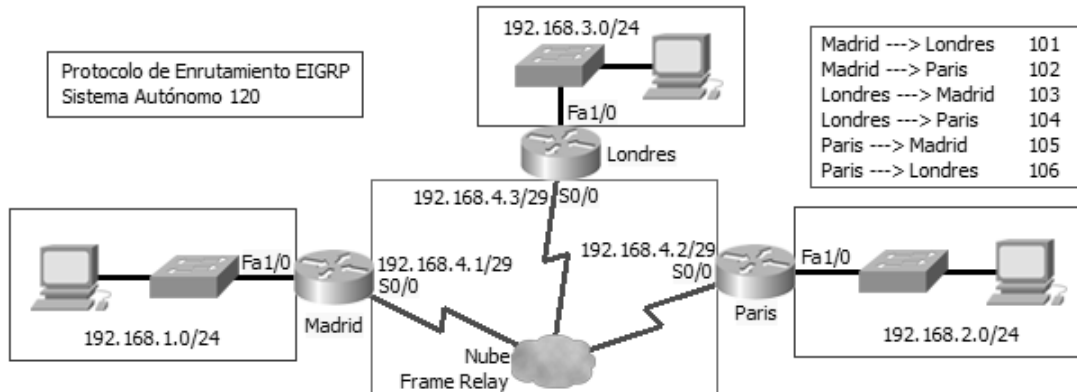 192.168.3.0/24
Protocolo de Enrutamiento EIGRP
Sistema Autónomo 120
Madrid ---> Londres 101
Madrid ---> Paris 102
Londres ---> Madrid 103
Londres ---> Paris 104
Paris ---> Madrid 105
Paris ---> Londres 106
Fa1/0
Londres
192.168.4.3/29
S0/0
Fa1/0
192.168.4.1/29
S0/0
Madrid
192.168.1.0/24
192.168.4.2/29
S0/0
Fa1/0
Paris
192.168.2.0/24
Nube
Frame Relay